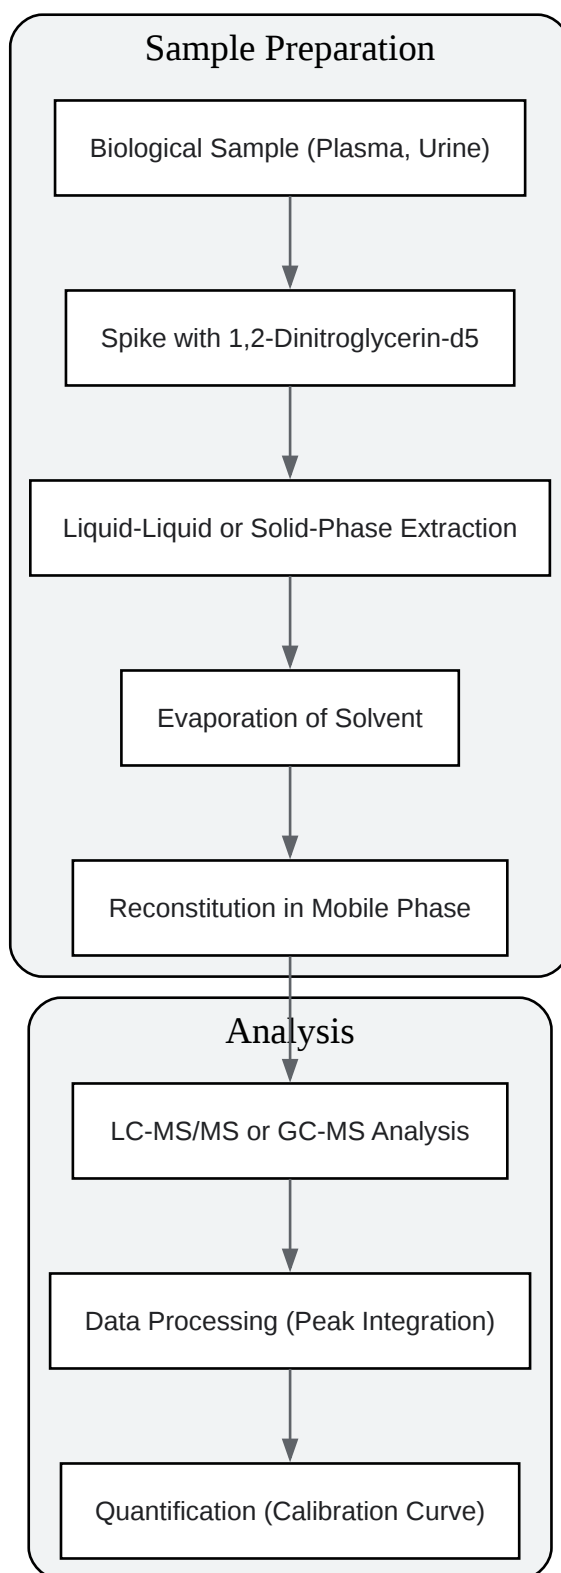 Sample Preparation
Biological Sample (Plasma, Urine)
Spike with 1,2-Dinitroglycerin-d5
Liquid-Liquid or Solid-Phase Extraction
Evaporation of Solvent
Reconstitution in Mobile Phase
Analysis
LC-MS/MS or GC-MS Analysis
Data Processing (Peak Integration)
Quantification (Calibration Curve)